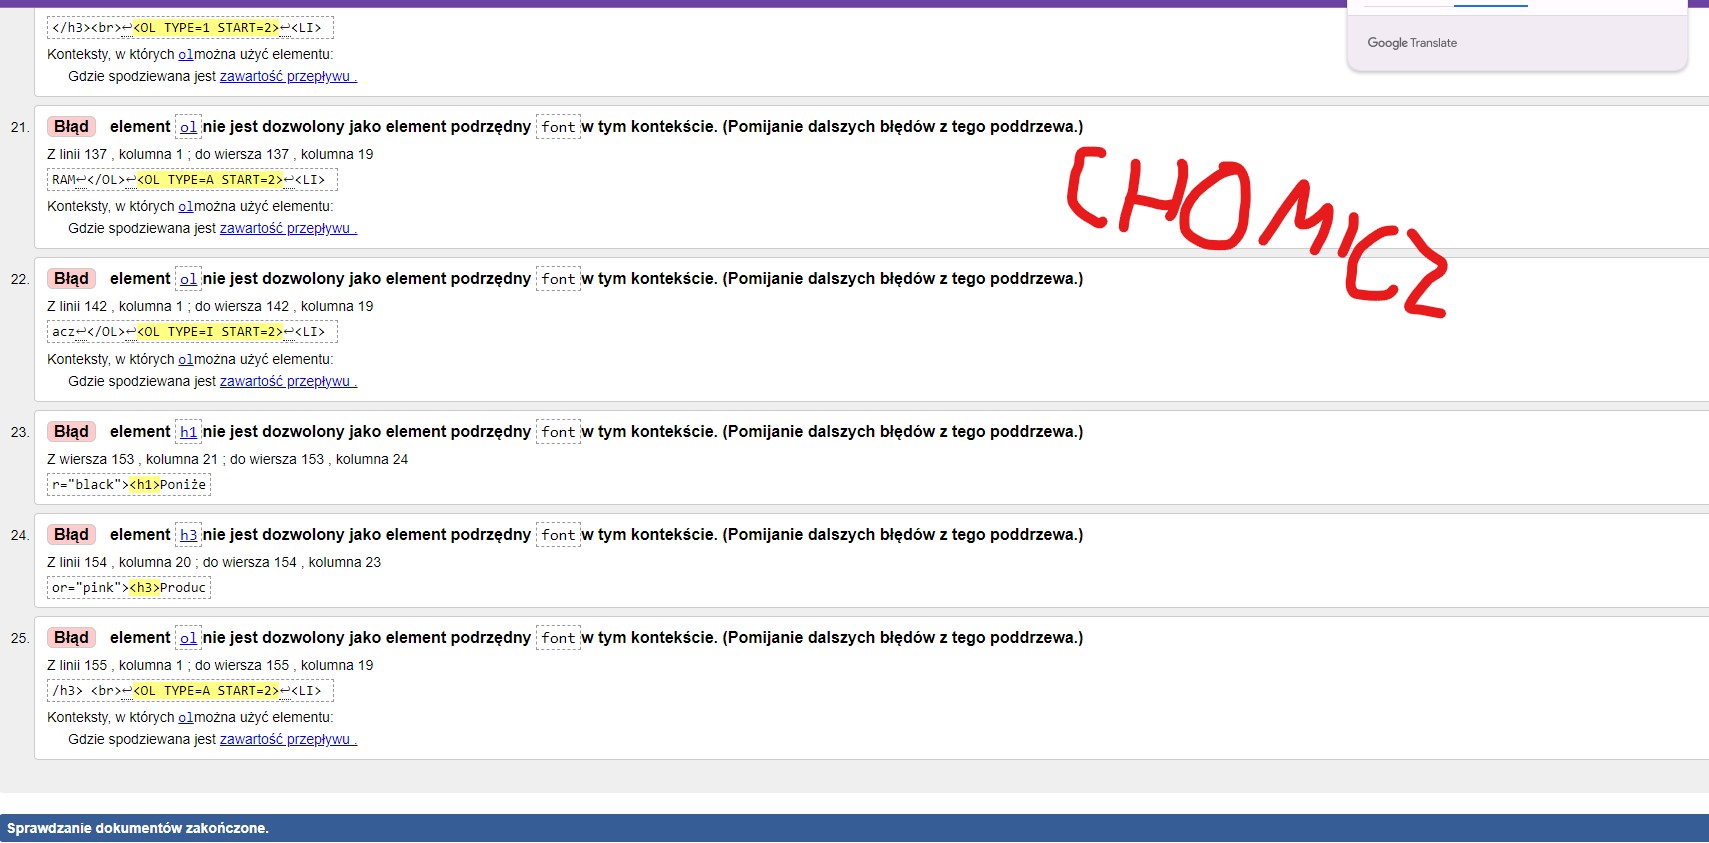 </h3><br>↩<OL TYPE=1 START=2>↩<LI>
Konteksty, w których olmożna użyć elementu:
Gdzie spodziewana jest zawartość przepływu .
Google Translate
21. Błąd element ol nie jest dozwolony jako element podrzędny font w tym kontekście. (Pomijanie dalszych błędów z tego poddrzewa.)
Z linii 137 , kolumna 1 ; do wiersza 137 , kolumna 19
RAM↩</OL>↩<OL TYPE=A START=2>↩<LI>
Konteksty, w których olmożna użyć elementu:
Gdzie spodziewana jest zawartość przepływu .
CHOMICZ
22. Błąd element ol nie jest dozwolony jako element podrzędny font w tym kontekście. (Pomijanie dalszych błędów z tego poddrzewa.)
Z linii 142 , kolumna 1 ; do wiersza 142 , kolumna 19
acz↩</OL>↩<OL TYPE=I START=2>↩<LI>
Konteksty, w których olmożna użyć elementu:
Gdzie spodziewana jest zawartość przepływu .
23. Błąd element h1 nie jest dozwolony jako element podrzędny font w tym kontekście. (Pomijanie dalszych błędów z tego poddrzewa.)
Z wiersza 153 , kolumna 21 ; do wiersza 153 , kolumna 24
r="black"><h1>Poniże
24. Błąd element h3 nie jest dozwolony jako element podrzędny font w tym kontekście. (Pomijanie dalszych błędów z tego poddrzewa.)
Z linii 154 , kolumna 20 ; do wiersza 154 , kolumna 23
or="pink"><h3>Produc
25. Błąd element ol nie jest dozwolony jako element podrzędny font w tym kontekście. (Pomijanie dalszych błędów z tego poddrzewa.)
Z linii 155 , kolumna 1 ; do wiersza 155 , kolumna 19
/h3> <br>↩<OL TYPE=A START=2>↩<LI>
Konteksty, w których olmożna użyć elementu:
Gdzie spodziewana jest zawartość przepływu .
Sprawdzanie dokumentów zakończone.